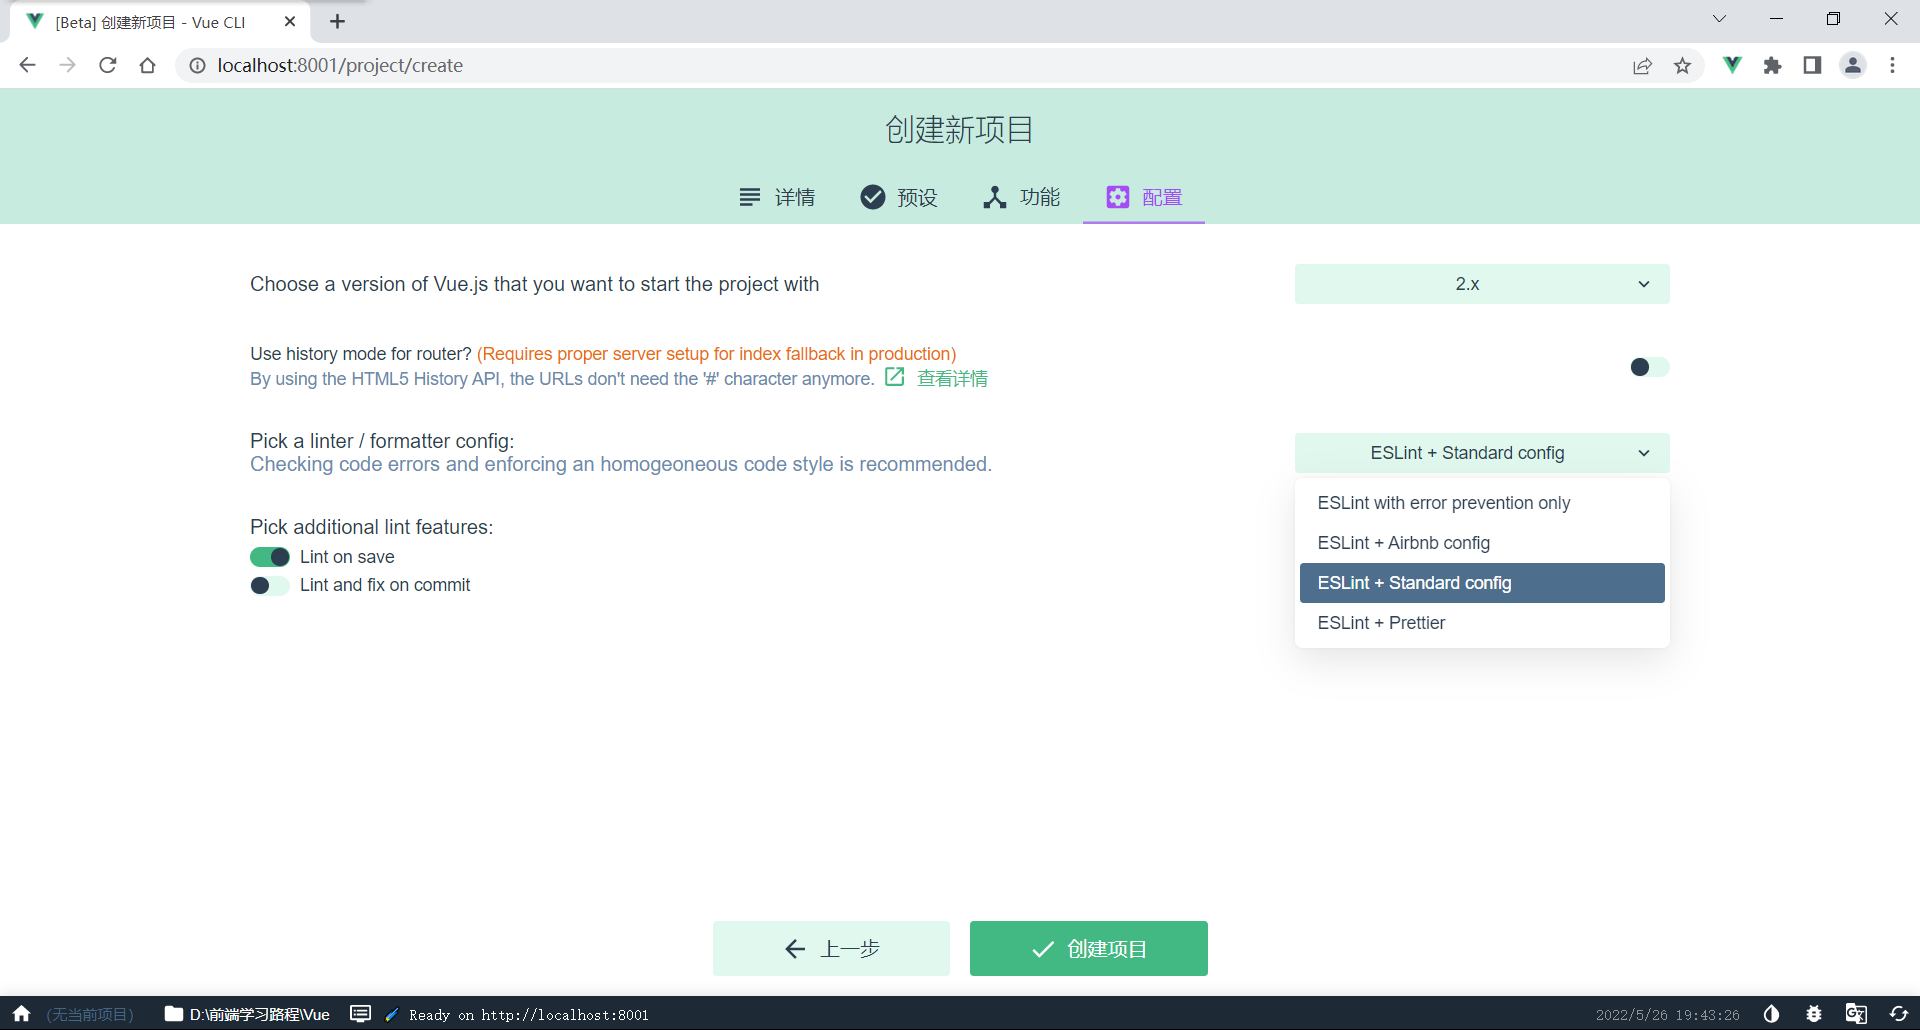 [Beta] 创建新项目 - Vue CLI
localhost:8001/project/create
创建新项目
详情 预设 功能 配置
Choose a version of Vue.js that you want to start the project with 2.x
Use history mode for router? (Requires proper server setup for index fallback in production)
By using the HTML5 History API, the URLs don't need the '#' character anymore. 查看详情
Pick a linter / formatter config: ESLint + Standard config
Checking code errors and enforcing an homogeoneous code style is recommended.
ESLint with error prevention only
ESLint + Airbnb config
ESLint + Standard config
ESLint + Prettier
Pick additional lint features:
Lint on save
Lint and fix on commit
上一步 创建项目
(无当前项目) D:\前端学习路程\Vue Ready on http://localhost:8001 2022/5/26 19:43:26